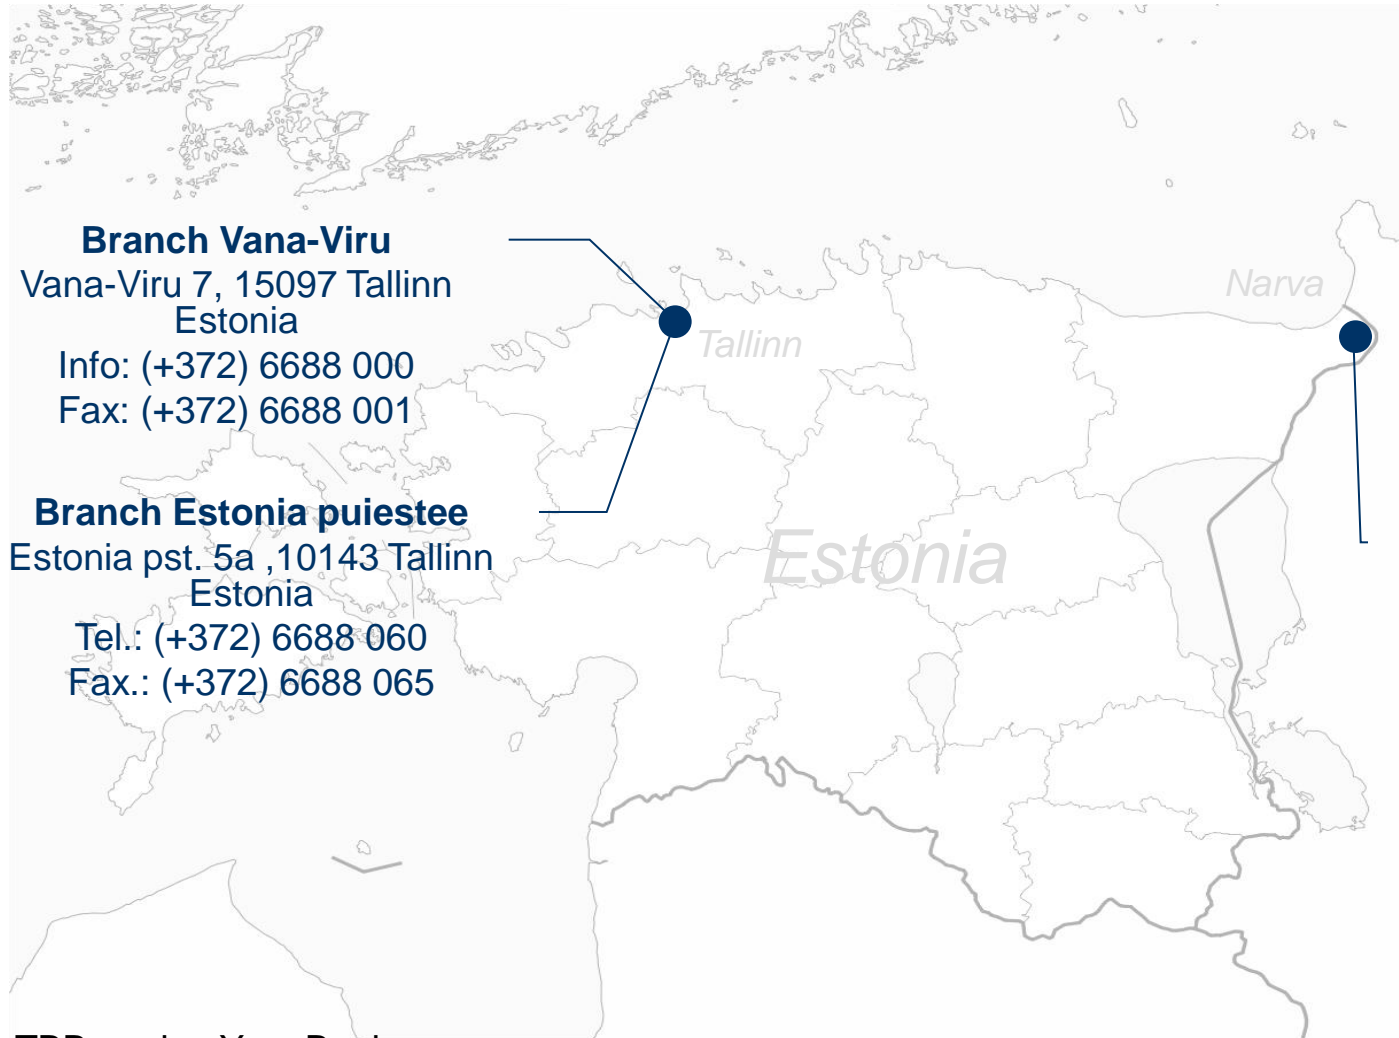 Branch Vana-Viru
Vana-Viru 7, 15097 Tallinn
Estonia
Info: (+372) 6688 000
Fax: (+372) 6688 001
Branch Estonia puiestee
Estonia pst. 5a ,10143 Tallinn
Estonia
Tel.: (+372) 6688 060
Fax.: (+372) 6688 065
Tallinn
Narva
Estonia